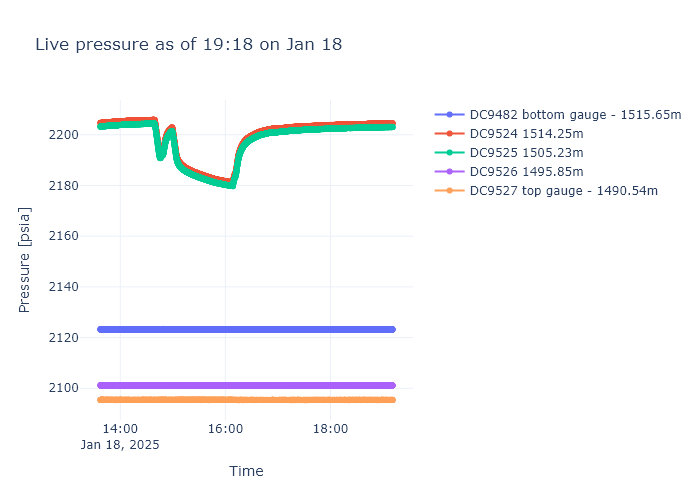 Live pressure as of 19:18 on Jan 18
DC9482 bottom gauge - 1515.65m
DC9524 1514.25m
DC9525 1505.23m
DC9526 1495.85m
DC9527 top gauge - 1490.54m
Pressure [psia]
2200
2180
2160
2140
2120
2100
14:00
16:00
18:00
Jan 18, 2025
Time